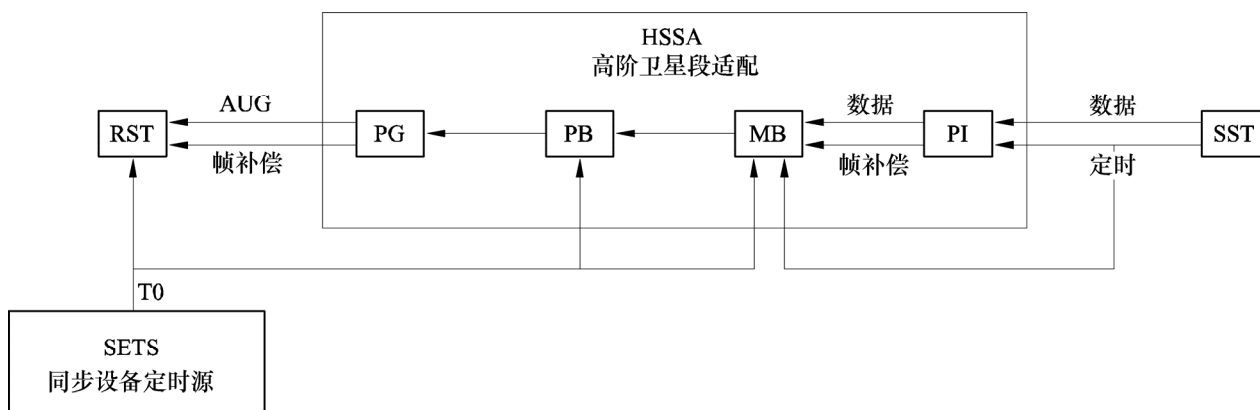 HSSA
高阶卫星段适配
AUG
数据
数据
RST
PG
PB
MB
PI
SST
帧补偿
帧补偿
定时
T0
SETS
同步设备定时源